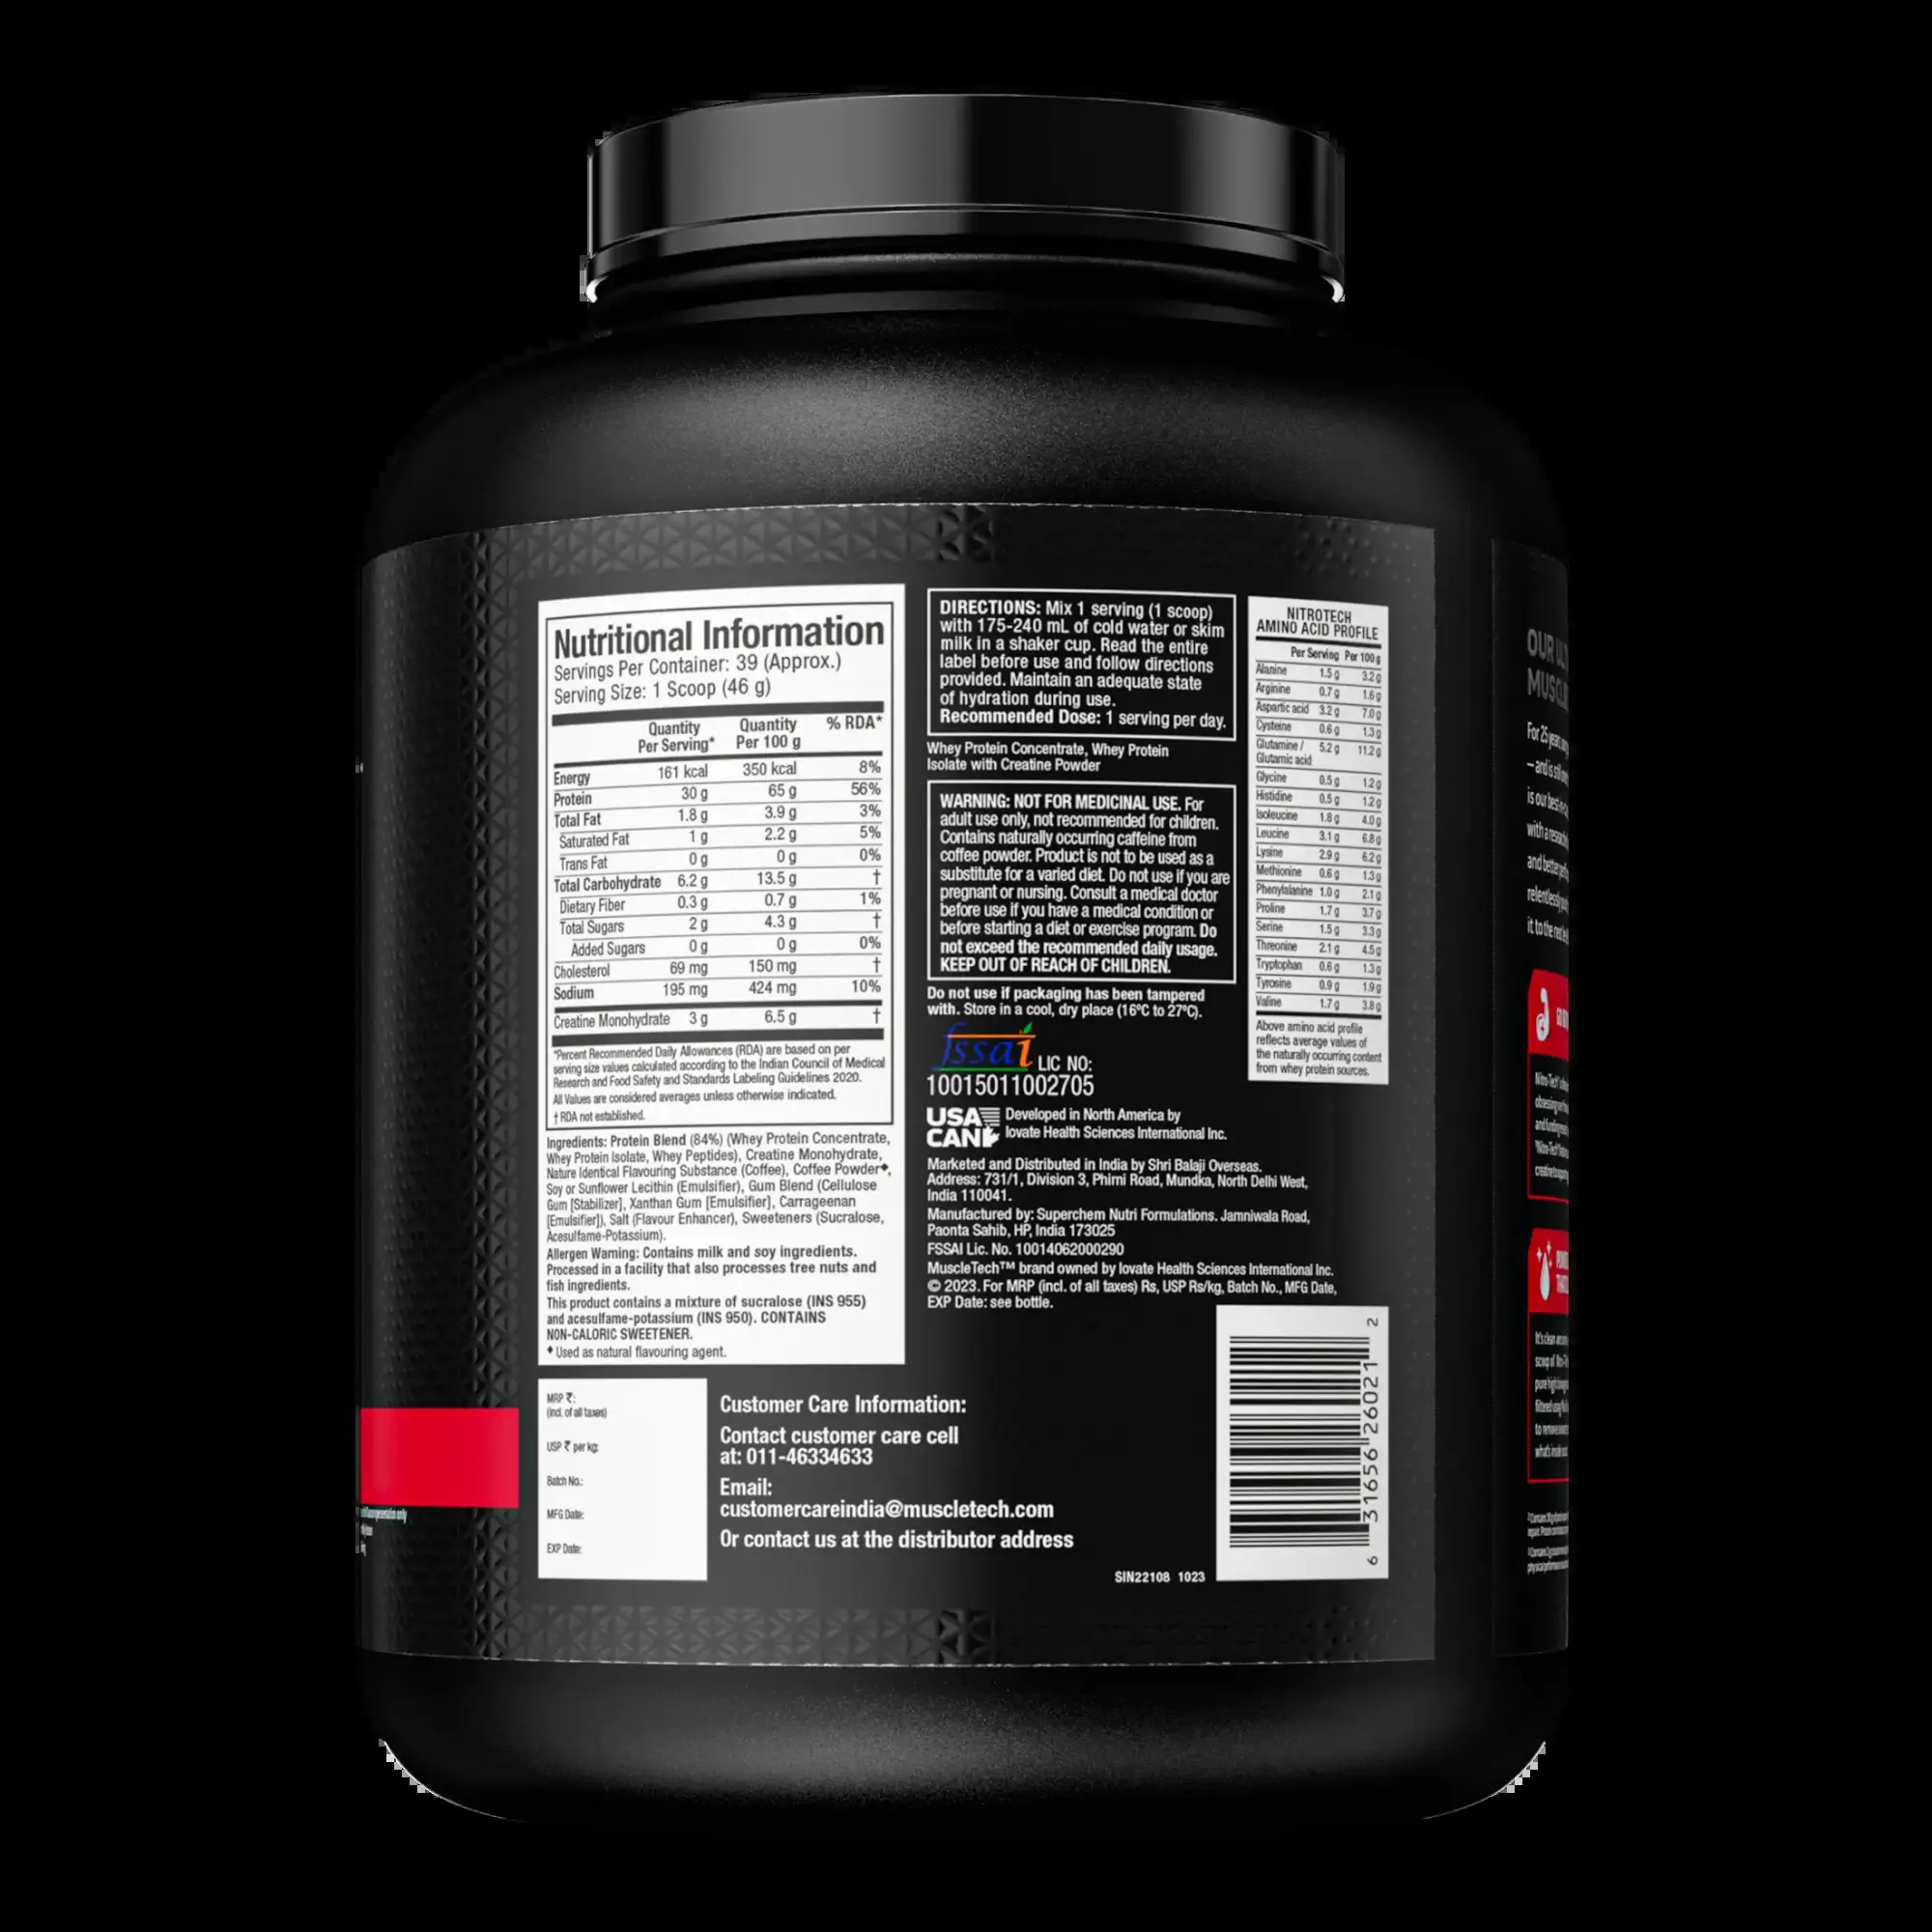 Nutritional Information
Servings Per Container: 39 (Approx.)
Serving Size: 1 Scoop (46 g)
Quantity Per Serving* Quantity Per 100 g % RDA*
Energy 161 kcal 350 kcal 8%
Protein 30 g 65 g 56%
Total Fat 1.8 g 3.9 g 3%
Saturated Fat 1 g 2.2 g 5%
Trans Fat 0 g 0 g 0%
Total Carbohydrate 6.2 g 13.5 g †
Dietary Fiber 0.3 g 0.7 g 1%
Total Sugars 2 g 4.3 g †
Added Sugars 0 g 0 g 0%
Cholesterol 69 mg 150 mg †
Sodium 195 mg 424 mg 10%
Creatine Monohydrate 3 g 6.5 g †
*Percent Recommended Daily Allowances (RDA) are based on per
serving size values calculated according to the Indian Council of Medical
Research and Food Safety and Standards Labeling Guidelines 2020.
All Values are considered averages unless otherwise indicated.
† RDA not established.
Ingredients: Protein Blend (84%) (Whey Protein Concentrate,
Whey Protein Isolate, Whey Peptides), Creatine Monohydrate,
Nature Identical Flavouring Substance (Coffee), Coffee Powder♦,
Soy or Sunflower Lecithin (Emulsifier), Gum Blend (Cellulose
Gum [Stabilizer], Xanthan Gum [Emulsifier], Carrageenan
[Emulsifier]), Salt (Flavour Enhancer), Sweeteners (Sucralose,
Acesulfame-Potassium).
Allergen Warning: Contains milk and soy ingredients.
Processed in a facility that also processes tree nuts and
fish ingredients.
This product contains a mixture of sucralose (INS 955)
and acesulfame-potassium (INS 950). CONTAINS
NON-CALORIC SWEETENER.
♦ Used as natural flavouring agent.
MRP ₹:
(incl. of all taxes)
USP ₹ per kg:
Batch No.:
MFG Date:
EXP Date:
DIRECTIONS: Mix 1 serving (1 scoop)
with 175-240 mL of cold water or skim
milk in a shaker cup. Read the entire
label before use and follow directions
provided. Maintain an adequate state
of hydration during use.
Recommended Dose: 1 serving per day.
Whey Protein Concentrate, Whey Protein
Isolate with Creatine Powder
WARNING: NOT FOR MEDICINAL USE. For
adult use only, not recommended for children.
Contains naturally occurring caffeine from
coffee powder. Product is not to be used as a
substitute for a varied diet. Do not use if you are
pregnant or nursing. Consult a medical doctor
before use if you have a medical condition or
before starting a diet or exercise program. Do
not exceed the recommended daily usage.
KEEP OUT OF REACH OF CHILDREN.
Do not use if packaging has been tampered
with. Store in a cool, dry place (16°C to 27°C).
fssai LIC NO:
10015011002705
USA
CAN
Developed in North America by
Iovate Health Sciences International Inc.
Marketed and Distributed in India by Shri Balaji Overseas.
Address: 731/1, Division 3, Phirni Road, Mundka, North Delhi West,
India 110041.
Manufactured by: Superchem Nutri Formulations. Jamniwala Road,
Paonta Sahib, HP, India 173025
FSSAI Lic. No. 10014062000290
MuscleTech™ brand owned by Iovate Health Sciences International Inc.
© 2023. For MRP (incl. of all taxes) Rs, USP Rs/kg, Batch No., MFG Date,
EXP Date: see bottle.
Customer Care Information:
Contact customer care cell
at: 011-46334633
Email:
customercareindia@muscletech.com
Or contact us at the distributor address
SIN22108 1023
NITROTECH
AMINO ACID PROFILE
Per Serving Per 100 g
Alanine 1.5 g 3.2 g
Arginine 0.7 g 1.6 g
Aspartic acid 3.2 g 7.0 g
Cysteine 0.6 g 1.3 g
Glutamine / Glutamic acid 5.2 g 11.2 g
Glycine 0.5 g 1.2 g
Histidine 0.5 g 1.2 g
Isoleucine 1.8 g 4.0 g
Leucine 3.1 g 6.8 g
Lysine 2.9 g 6.2 g
Methionine 0.6 g 1.3 g
Phenylalanine 1.0 g 2.1 g
Proline 1.7 g 3.7 g
Serine 1.5 g 3.3 g
Threonine 2.1 g 4.5 g
Tryptophan 0.6 g 1.3 g
Tyrosine 0.9 g 1.9 g
Valine 1.7 g 3.8 g
Above amino acid profile
reflects average values of
the naturally occurring content
from whey protein sources.
6 31656 26021 2
OUR
For 25 years
it to the